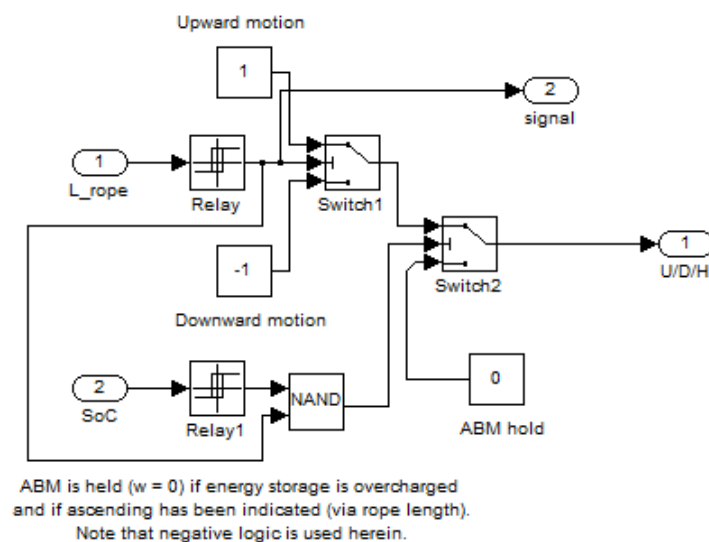 Upward motion
1
2
signal
1
L_rope
Relay
Switch1
1
U/D/H
Switch2
-1
Downward motion
2
SoC
Relay1
NAND
0
ABM hold
ABM is held (w = 0) if energy storage is overcharged
and if ascending has been indicated (via rope length).
Note that negative logic is used herein.